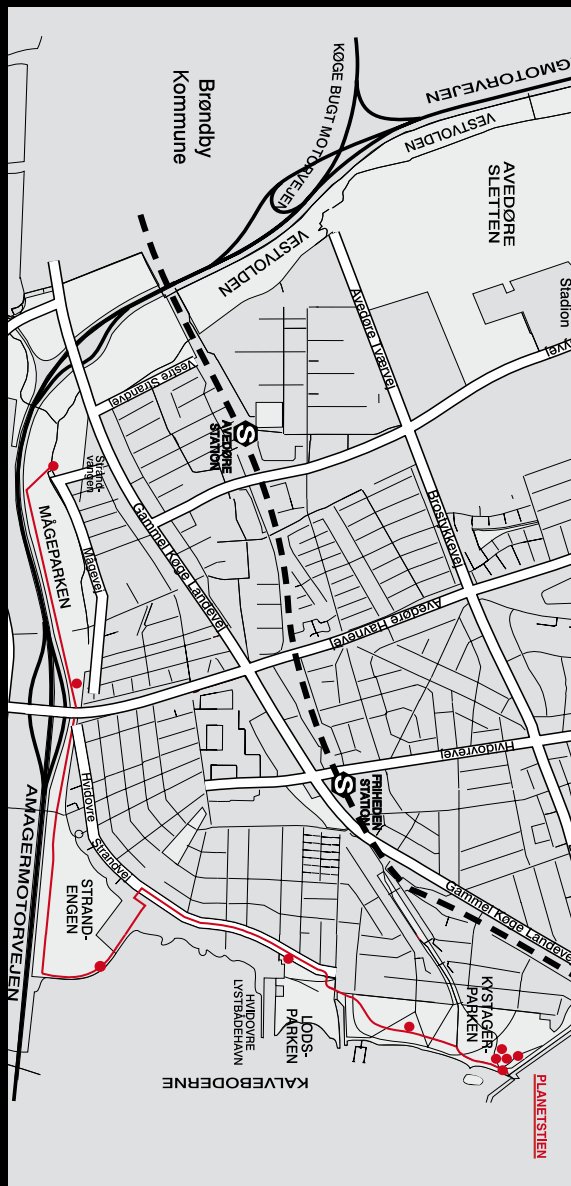 Brøndby
Kommune
KØGE BUGT MOTORVEJEN
GMOTORVEJEN
VESTVOLDEN
AVEDØRE
SLETTEN
MOTORVEJEN
VESTVOLDEN
Stadion
Avedøre Tværvej
Vestre Strandvej
S
AVEDØRE
STATION
Strand-
vangen
Mågevej
MÅGEPARKEN
Gammel Køge Landevej
Brostykkevej
Avedøre Havnevej
Hvidovrevej
S
FRIHEDEN
STATION
Hvidovre
Strandvej
STRAND-
ENGEN
AMAGERMOTORVEJEN
Gammel Køge Landevej
KYSTAGER-
PARKEN
LODS-
PARKEN
HVIDOVRE
LYSTBÅDEHAVN
KALVEBODERNE
PLANETSTIEN